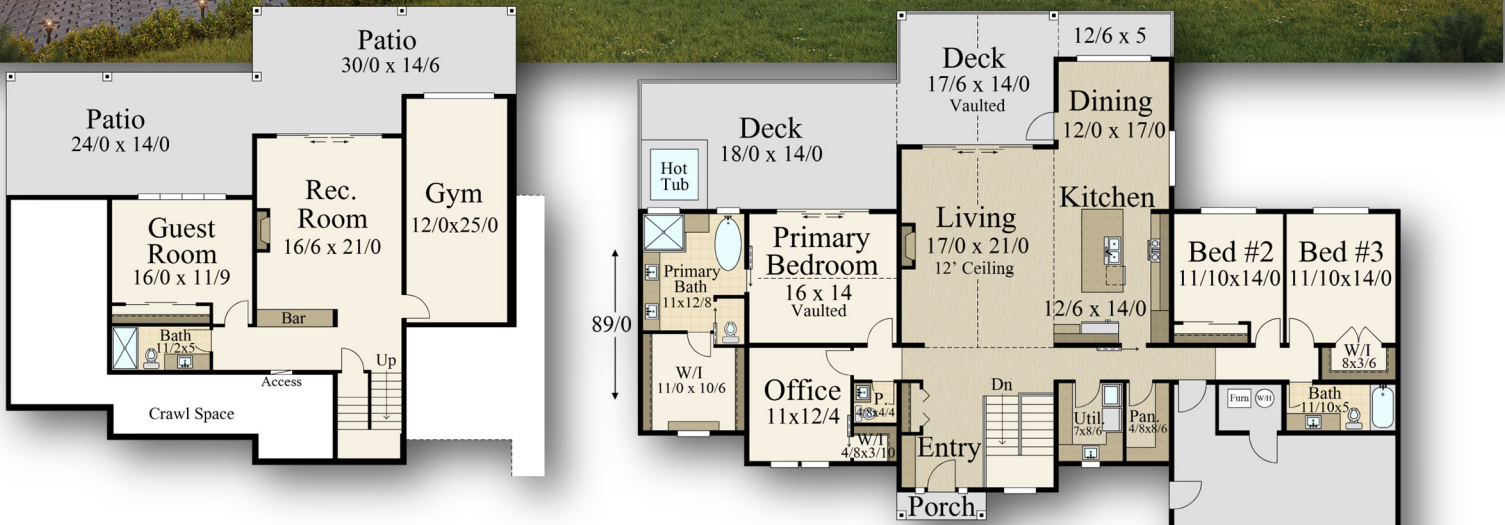 Patio
30/0 x 14/6
Patio
24/0 x 14/0
Rec.
Room
16/6 x 21/0
Gym
12/0x25/0
Guest
Room
16/0 x 11/9
Bar
Bath
11/2x5
Up
Access
Crawl Space
12/6 x 5
Deck
17/6 x 14/0
Vaulted
Dining
12/0 x 17/0
Deck
18/0 x 14/0
Hot
Tub
Kitchen
12/6 x 14/0
Living
17/0 x 21/0
12' Ceiling
Primary
Bedroom
16 x 14
Vaulted
Primary
Bath
11x12/8
Bed #2
11/10x14/0
Bed #3
11/10x14/0
89/0
W/I
11/0 x 10/6
Office
11x12/4
P.
4/8x4/4
W/I
4/8x3/10
Dn
Entry
Porch
Util.
7x8/6
Pan.
4/8x8/6
W/I
8x3/6
Furn
W/H
Bath
11/10x5